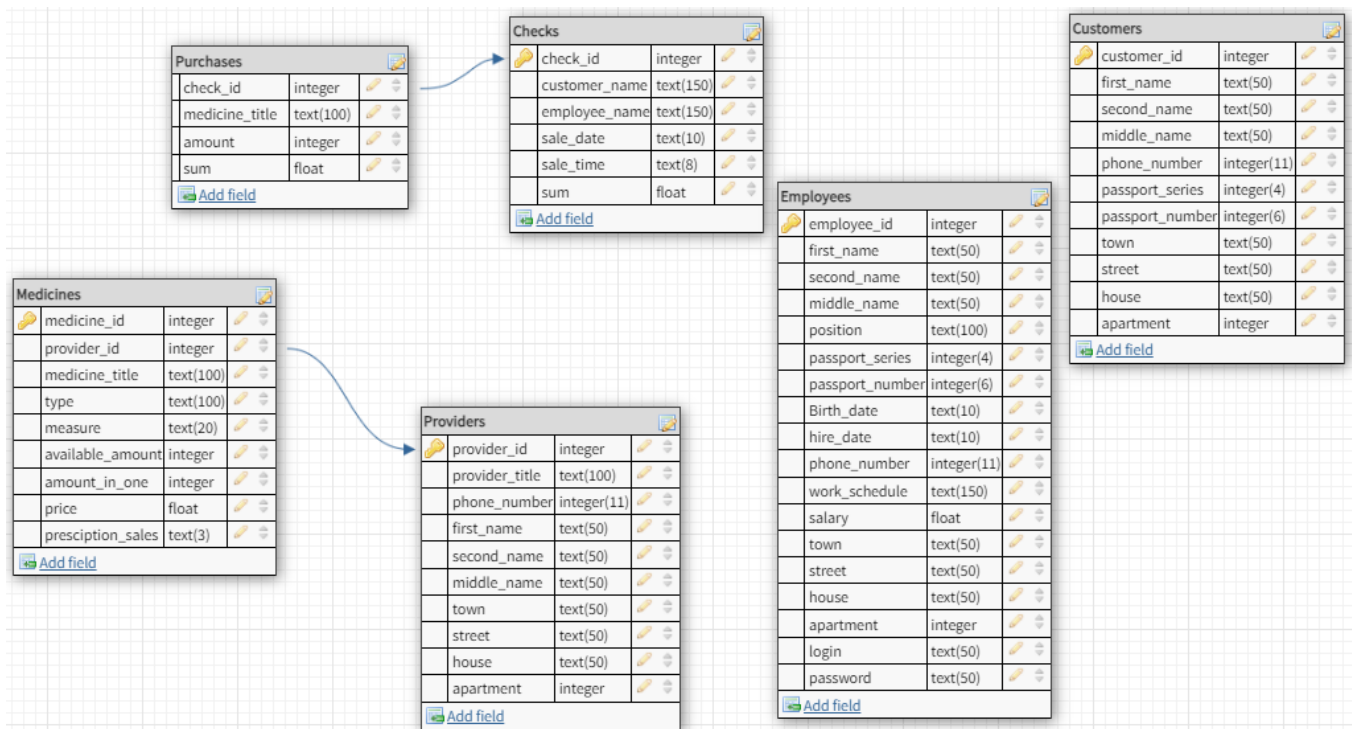 Purchases
check_id integer
medicine_title text(100)
amount integer
sum float
Add field
Checks
check_id integer
customer_name text(150)
employee_name text(150)
sale_date text(10)
sale_time text(8)
sum float
Add field
Customers
customer_id integer
first_name text(50)
second_name text(50)
middle_name text(50)
phone_number integer(11)
passport_series integer(4)
passport_number integer(6)
town text(50)
street text(50)
house text(50)
apartment integer
Add field
Medicines
medicine_id integer
provider_id integer
medicine_title text(100)
type text(100)
measure text(20)
available_amount integer
amount_in_one integer
price float
presciption_sales text(3)
Add field
Providers
provider_id integer
provider_title text(100)
phone_number integer(11)
first_name text(50)
second_name text(50)
middle_name text(50)
town text(50)
street text(50)
house text(50)
apartment integer
Add field
Employees
employee_id integer
first_name text(50)
second_name text(50)
middle_name text(50)
position text(100)
passport_series integer(4)
passport_number integer(6)
Birth_date text(10)
hire_date text(10)
phone_number integer(11)
work_schedule text(150)
salary float
town text(50)
street text(50)
house text(50)
apartment integer
login text(50)
password text(50)
Add field